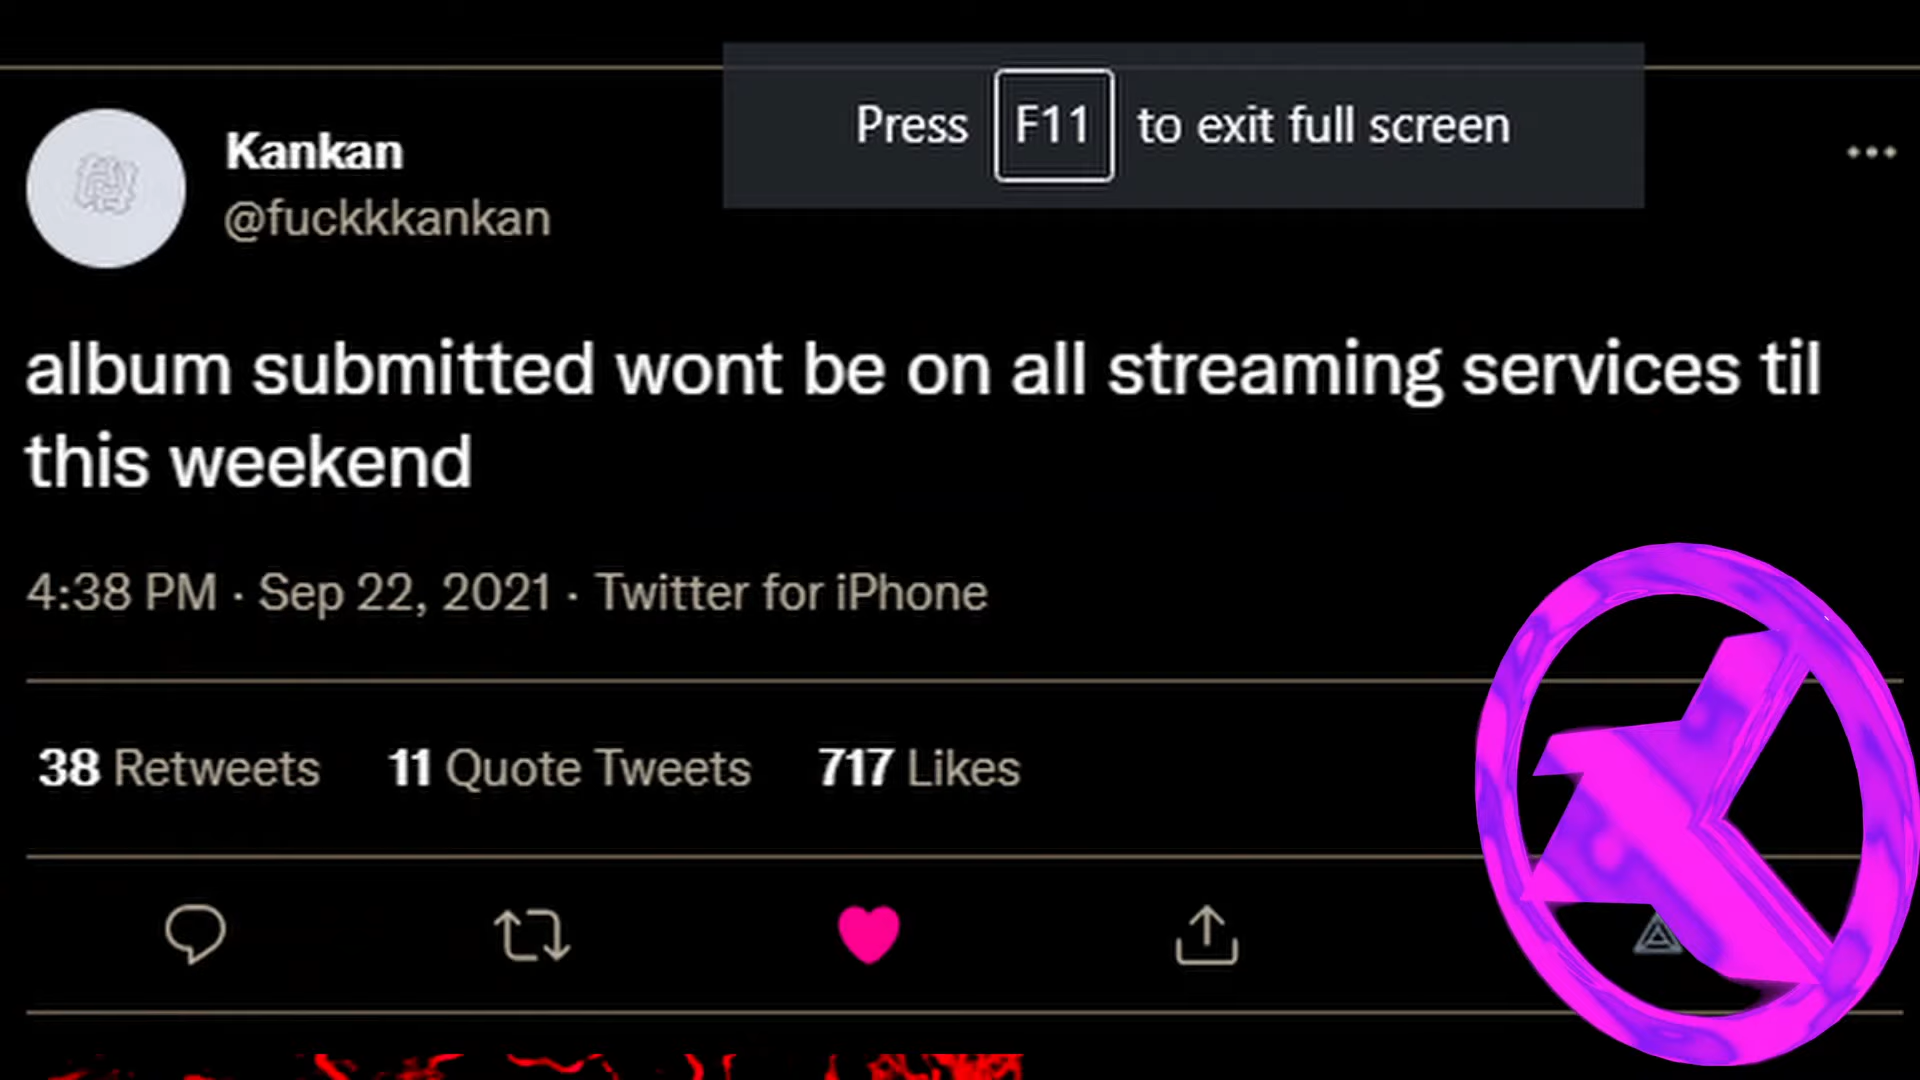 Press F11 to exit full screen
Kankan
@fuckkkankan
album submitted wont be on all streaming services til
this weekend
4:38 PM · Sep 22, 2021 · Twitter for iPhone
38 Retweets 11 Quote Tweets 717 Likes
K